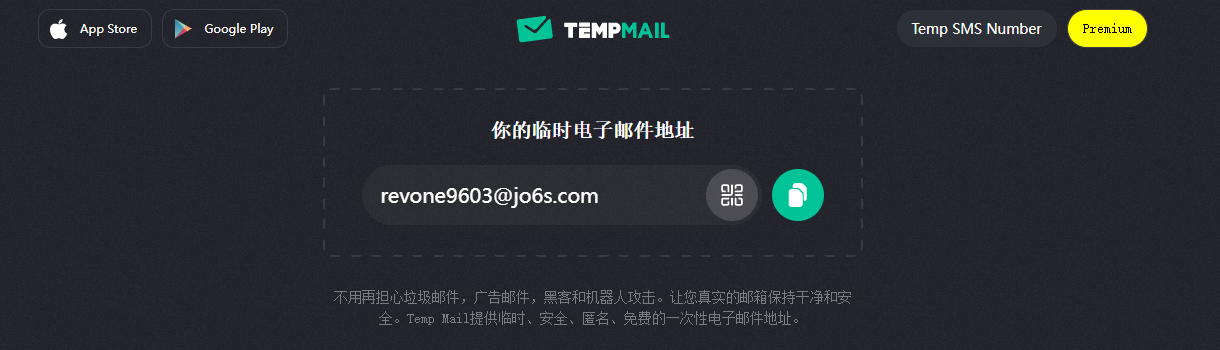 App Store
Google Play
TEMPMAIL
Temp SMS Number
Premium
你的临时电子邮件地址
revone9603@jo6s.com
不用再担心垃圾邮件，广告邮件，黑客和机器人攻击。让您真实的邮箱保持干净和安
全。Temp Mail提供临时、安全、匿名、免费的一次性电子邮件地址。